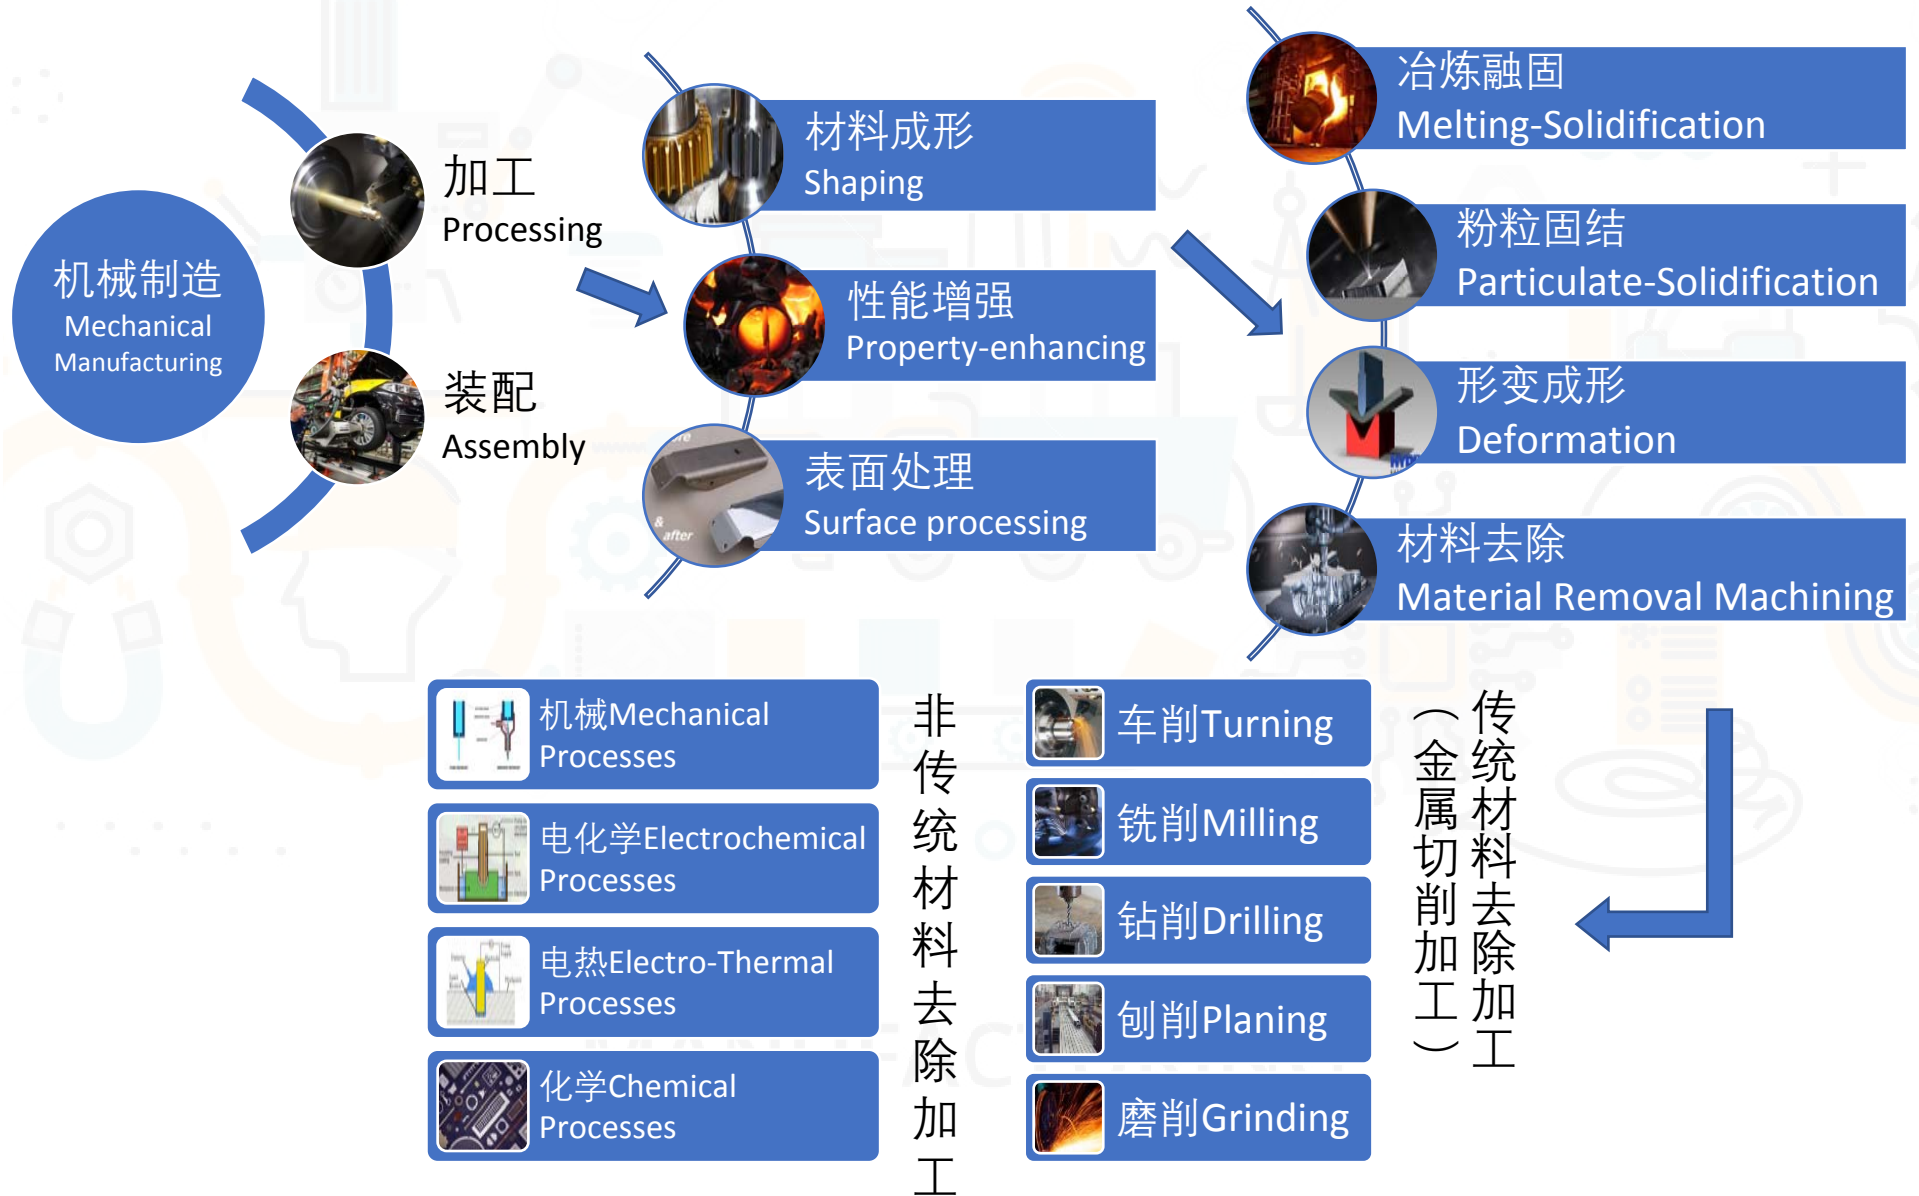 机械制造
Mechanical
Manufacturing
加工
Processing
装配
Assembly
材料成形
Shaping
性能增强
Property-enhancing
表面处理
Surface processing
& 
after
冶炼融固
Melting-Solidification
粉粒固结
Particulate-Solidification
形变成形
Deformation
材料去除
Material Removal Machining
机械Mechanical
Processes
电化学Electrochemical
Processes
电热Electro-Thermal
Processes
化学Chemical
Processes
非传统材料去除加工
车削Turning
铣削Milling
钻削Drilling
刨削Planing
磨削Grinding
传统材料去除加工
（金属切削加工）